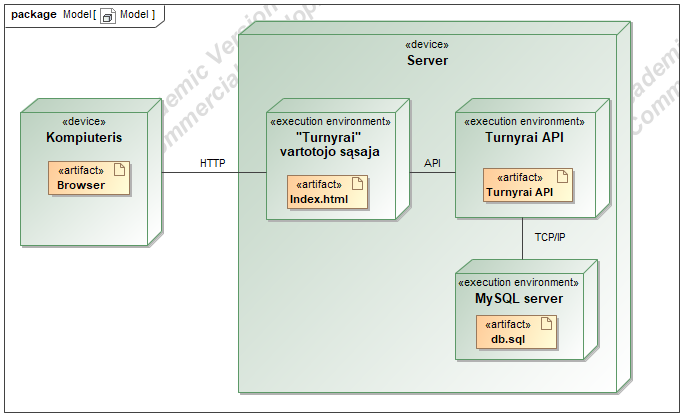 package Model [ Model ]
«device»
Server
«device»
Kompiuteris
«artifact»
Browser
HTTP
«execution environment»
"Turnyrai"
vartotojo sąsaja
«artifact»
Index.html
API
«execution environment»
Turnyrai API
«artifact»
Turnyrai API
TCP/IP
«execution environment»
MySQL server
«artifact»
db.sql